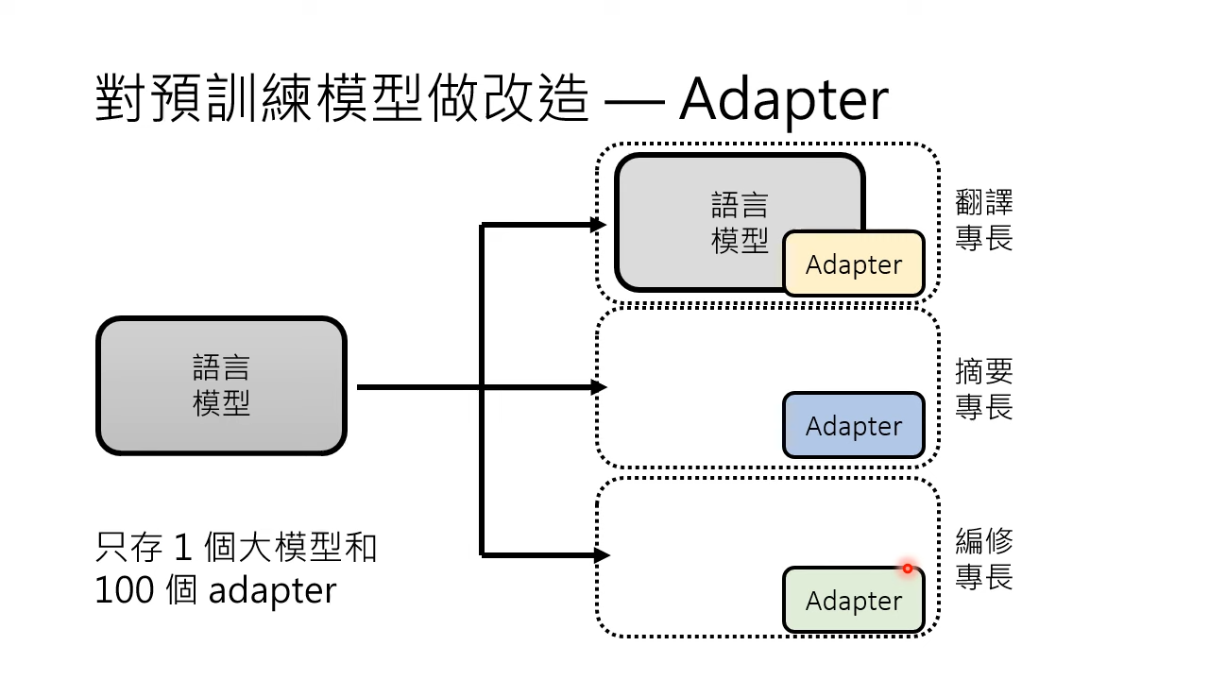 對預訓練模型做改造 — Adapter
語言
模型
只存 1 個大模型和
100 個 adapter
語言
模型
Adapter
翻譯
專長
Adapter
摘要
專長
Adapter
編修
專長